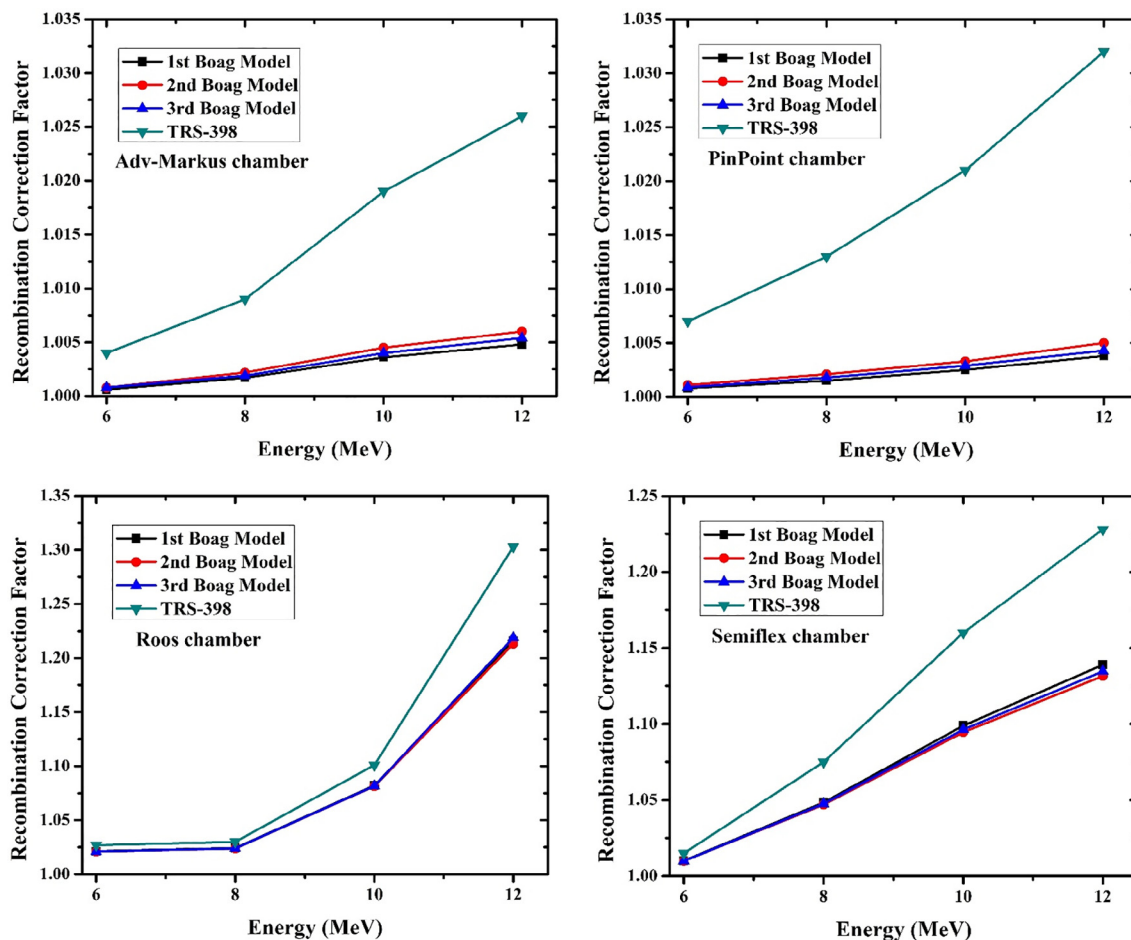 Recombination Correction Factor
1.035
1.030
1.025
1.020
1.015
1.010
1.005
1.000
1st Boag Model
2nd Boag Model
3rd Boag Model
TRS-398
Adv-Markus chamber
6
8
10
12
Energy (MeV)
Recombination Correction Factor
1.035
1.030
1.025
1.020
1.015
1.010
1.005
1.000
1st Boag Model
2nd Boag Model
3rd Boag Model
TRS-398
PinPoint chamber
6
8
10
12
Energy (MeV)
Recombination Correction Factor
1.35
1.30
1.25
1.20
1.15
1.10
1.05
1.00
1st Boag Model
2nd Boag Model
3rd Boag Model
TRS-398
Roos chamber
6
8
10
12
Energy (MeV)
Recombination Correction Factor
1.25
1.20
1.15
1.10
1.05
1.00
1st Boag Model
2nd Boag Model
3rd Boag Model
TRS-398
Semiflex chamber
6
8
10
12
Energy (MeV)